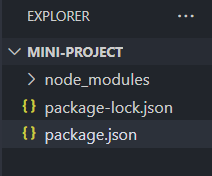 EXPLORER ···
MINI-PROJECT
node_modules
{} package-lock.json
{} package.json